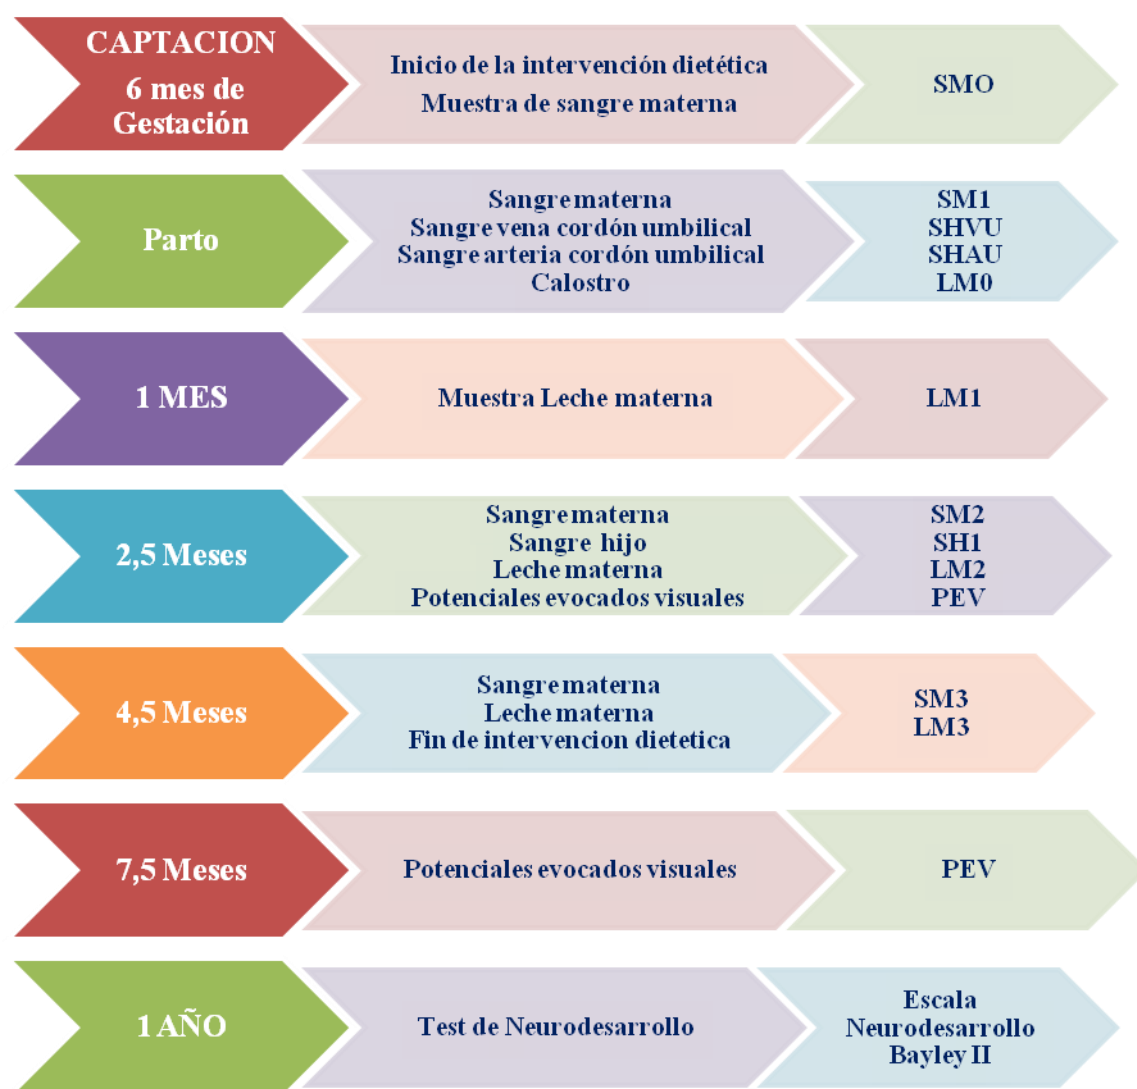 CAPTACION
6 mes de
Gestación
Inicio de la intervención dietética
Muestra de sangre materna
SMO
Parto
Sangre materna
Sangre vena cordón umbilical
Sangre arteria cordón umbilical
Calostro
SM1
SHVU
SHAU
LM0
1 MES
Muestra Leche materna
LM1
2,5 Meses
Sangre materna
Sangre hijo
Leche materna
Potenciales evocados visuales
SM2
SH1
LM2
PEV
4,5 Meses
Sangre materna
Leche materna
Fin de intervencion dietetica
SM3
LM3
7,5 Meses
Potenciales evocados visuales
PEV
1 AÑO
Test de Neurodesarrollo
Escala
Neurodesarrollo
Bayley II